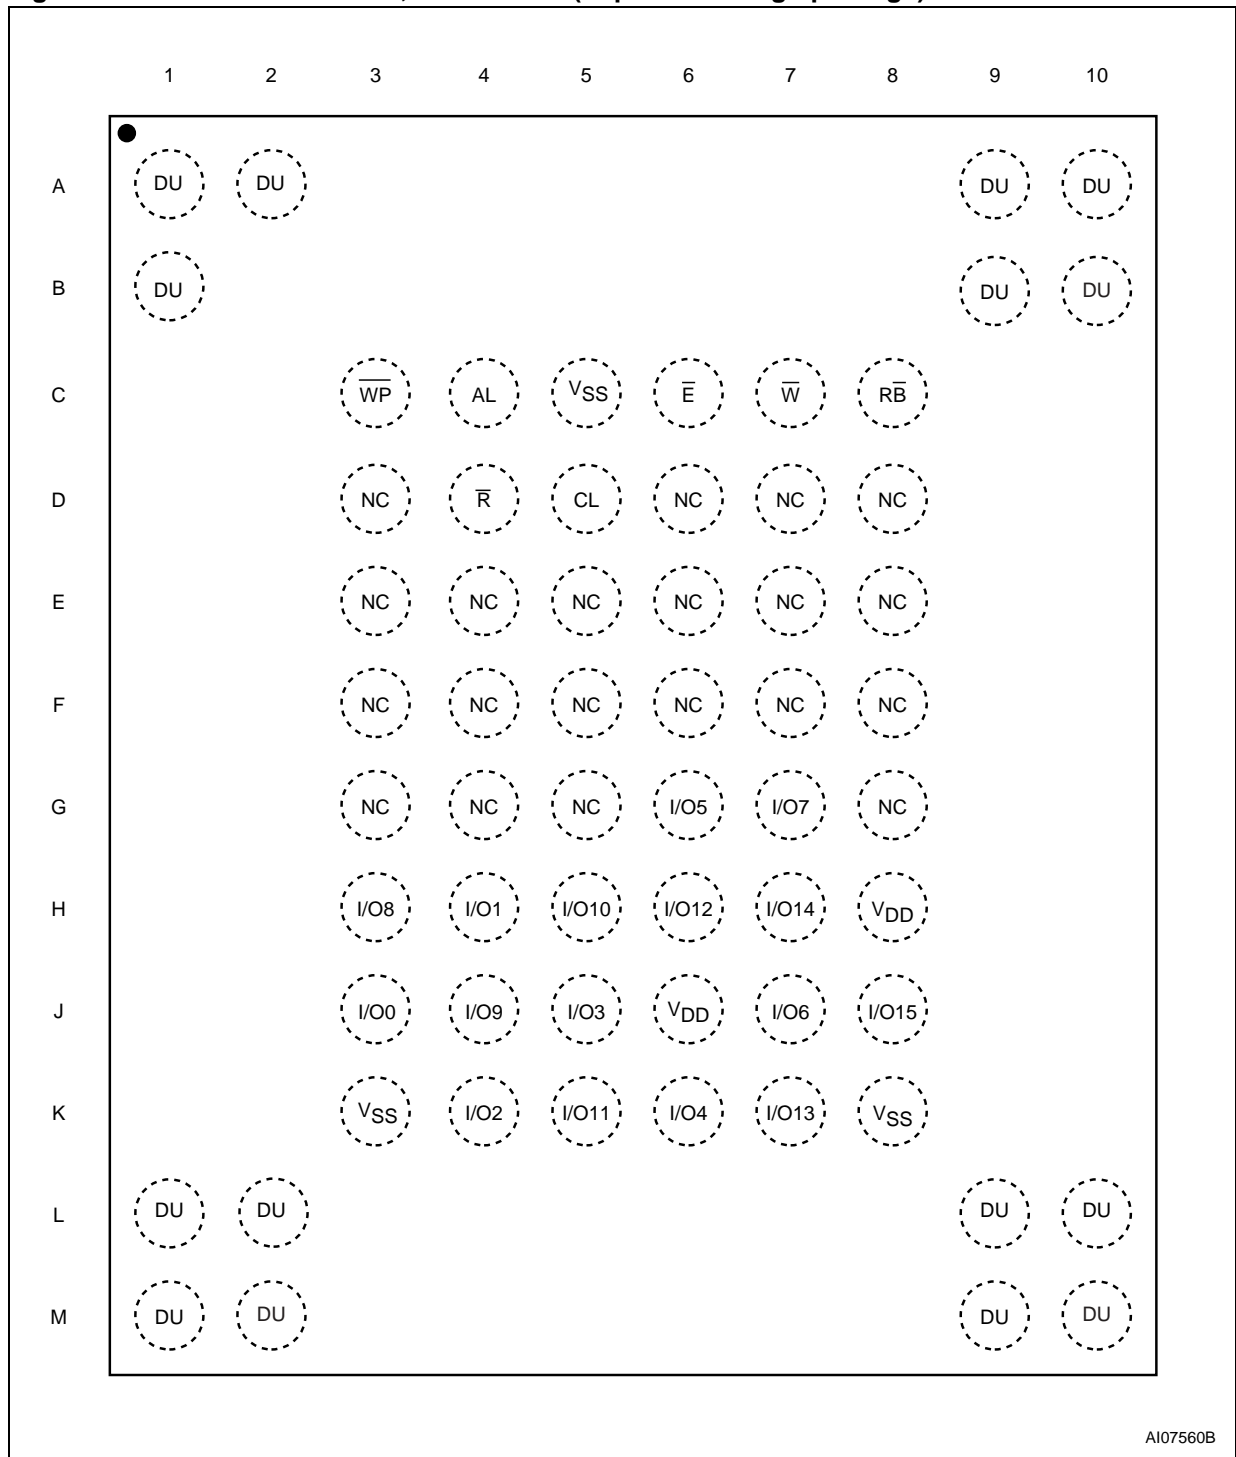 1 2 3 4 5 6 7 8 9 10
A DU DU DU DU
B DU DU DU
C W̅P̅ AL VSS E̅ W̅ RB̅
D NC R̅ CL NC NC NC
E NC NC NC NC NC NC
F NC NC NC NC NC NC
G NC NC NC I/O5 I/O7 NC
H I/O8 I/O1 I/O10 I/O12 I/O14 VDD
J I/O0 I/O9 I/O3 VDD I/O6 I/O15
K VSS I/O2 I/O11 I/O4 I/O13 VSS
L DU DU DU DU
M DU DU DU DU
AI07560B